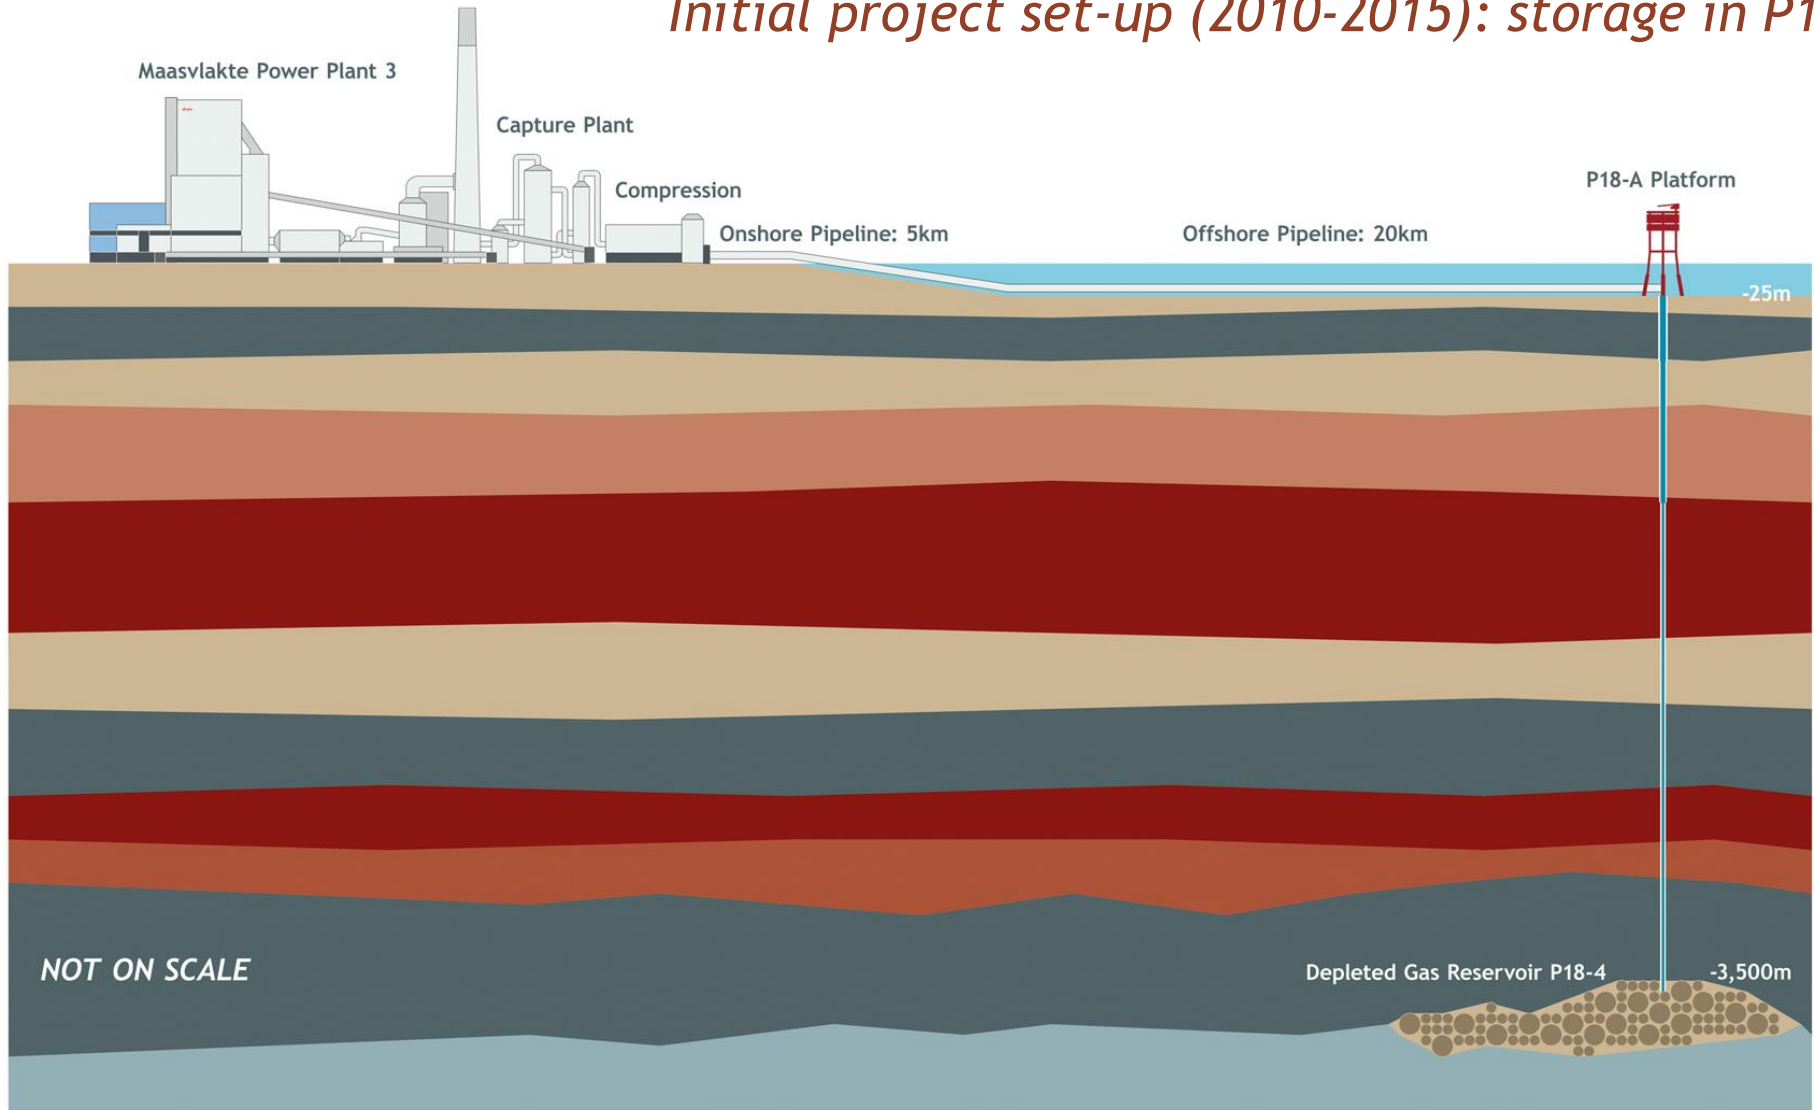 Initial project set-up (2010-2015): storage in P1
Maasvlakte Power Plant 3
Capture Plant
Compression
P18-A Platform
Onshore Pipeline: 5km
Offshore Pipeline: 20km
-25m
NOT ON SCALE
Depleted Gas Reservoir P18-4
-3,500m